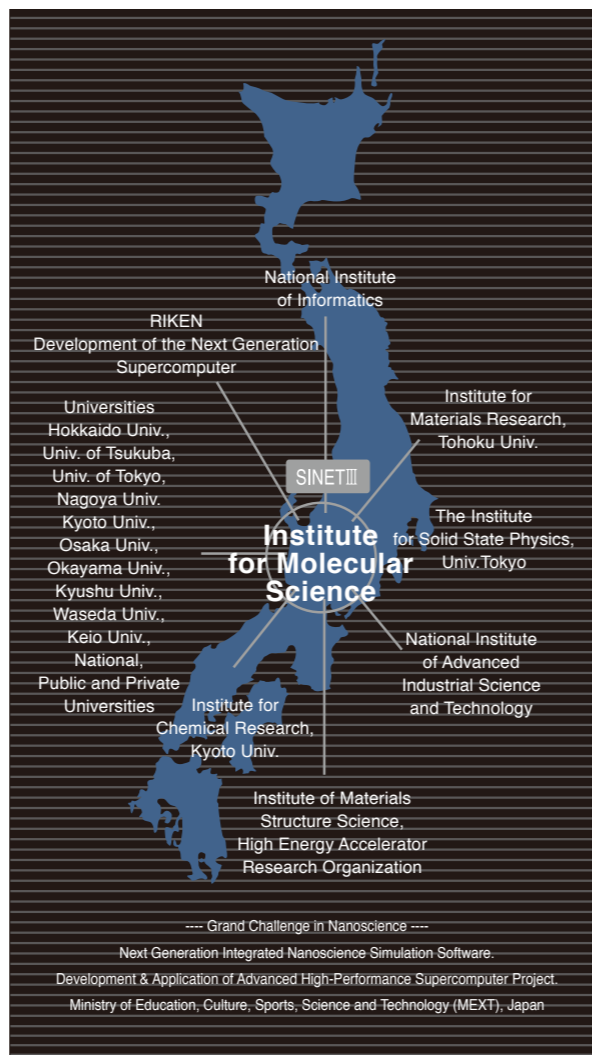 National Institute
of Informatics
RIKEN
Development of the Next Generation
Supercomputer
Institute for
Materials Research,
Tohoku Univ.
Universities
Hokkaido Univ.,
Univ. of Tsukuba,
Univ. of Tokyo,
Nagoya Univ.
Kyoto Univ.,
Osaka Univ.,
Okayama Univ.,
Kyushu Univ.,
Waseda Univ.,
Keio Univ.,
National,
Public and Private
Universities
SINETⅢ
Institute
for Molecular
Science
The Institute
for Solid State Physics,
Univ.Tokyo
National Institute
of Advanced
Industrial Science
and Technology
Institute for
Chemical Research,
Kyoto Univ.
Institute of Materials
Structure Science,
High Energy Accelerator
Research Organization
---- Grand Challenge in Nanoscience ----
Next Generation Integrated Nanoscience Simulation Software.
Development & Application of Advanced High-Performance Supercomputer Project.
Ministry of Education, Culture, Sports, Science and Technology (MEXT), Japan